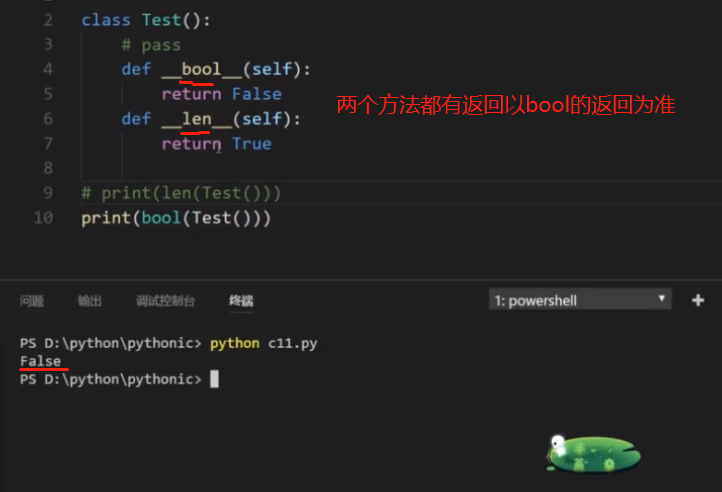 2 class Test():
3 # pass
4 def __bool__(self):
5 return False
两个方法都有返回以bool的返回为准
6 def __len__(self):
7 return True
8
9 # print(len(Test()))
10 print(bool(Test()))
问题 输出 调试控制台 终端 1: powershell
PS D:\python\pythonic> python c11.py
False
PS D:\python\pythonic>